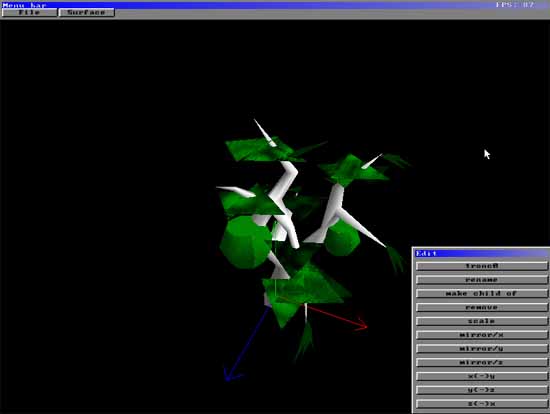 Menu bar
FPS: 87
File
Surface
Edit
tronc0
rename
make child of
remove
scale
mirror/x
mirror/y
mirror/z
x(-)y
y(-)z
z(-)x